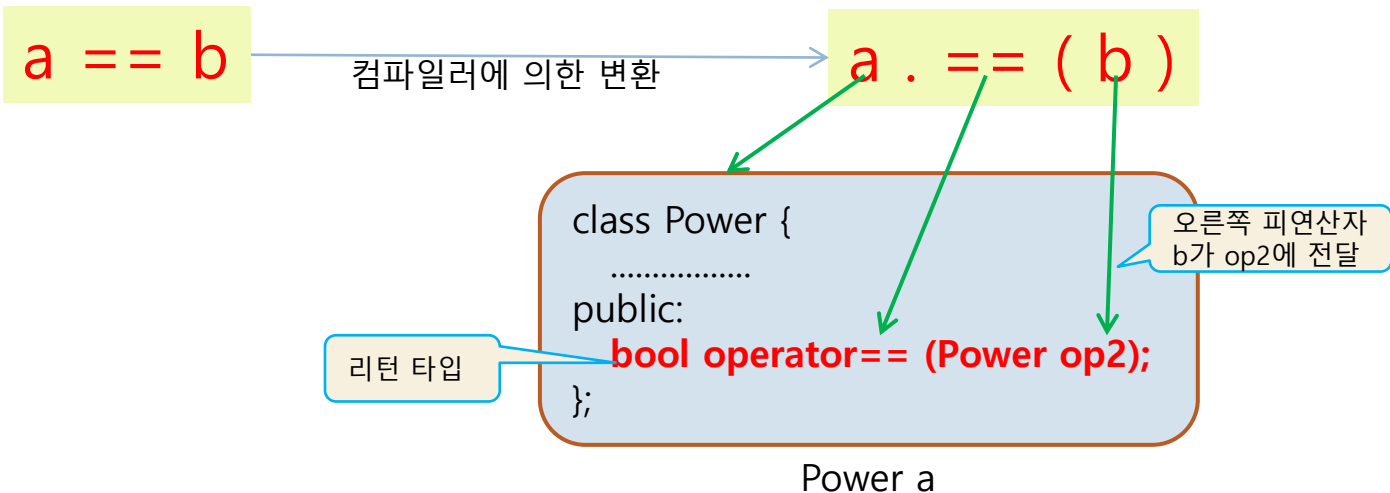 a == b
컴파일러에 의한 변환
a . == ( b )
class Power {
.................
public:
bool operator== (Power op2);
};
오른쪽 피연산자
b가 op2에 전달
리턴 타입
Power a